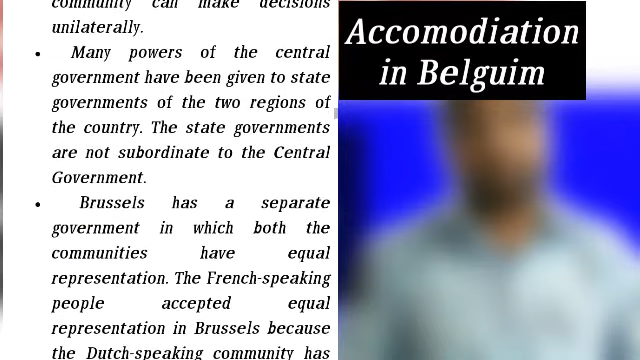 community can make decisions
unilaterally.
• Many powers of the central
government have been given to state
governments of the two regions of
the country. The state governments
are not subordinate to the Central
Government.
• Brussels has a separate
government in which both the
communities have equal
representation. The French-speaking
people accepted equal
representation in Brussels because
the Dutch-speaking community has
Accomodiation
in Belguim